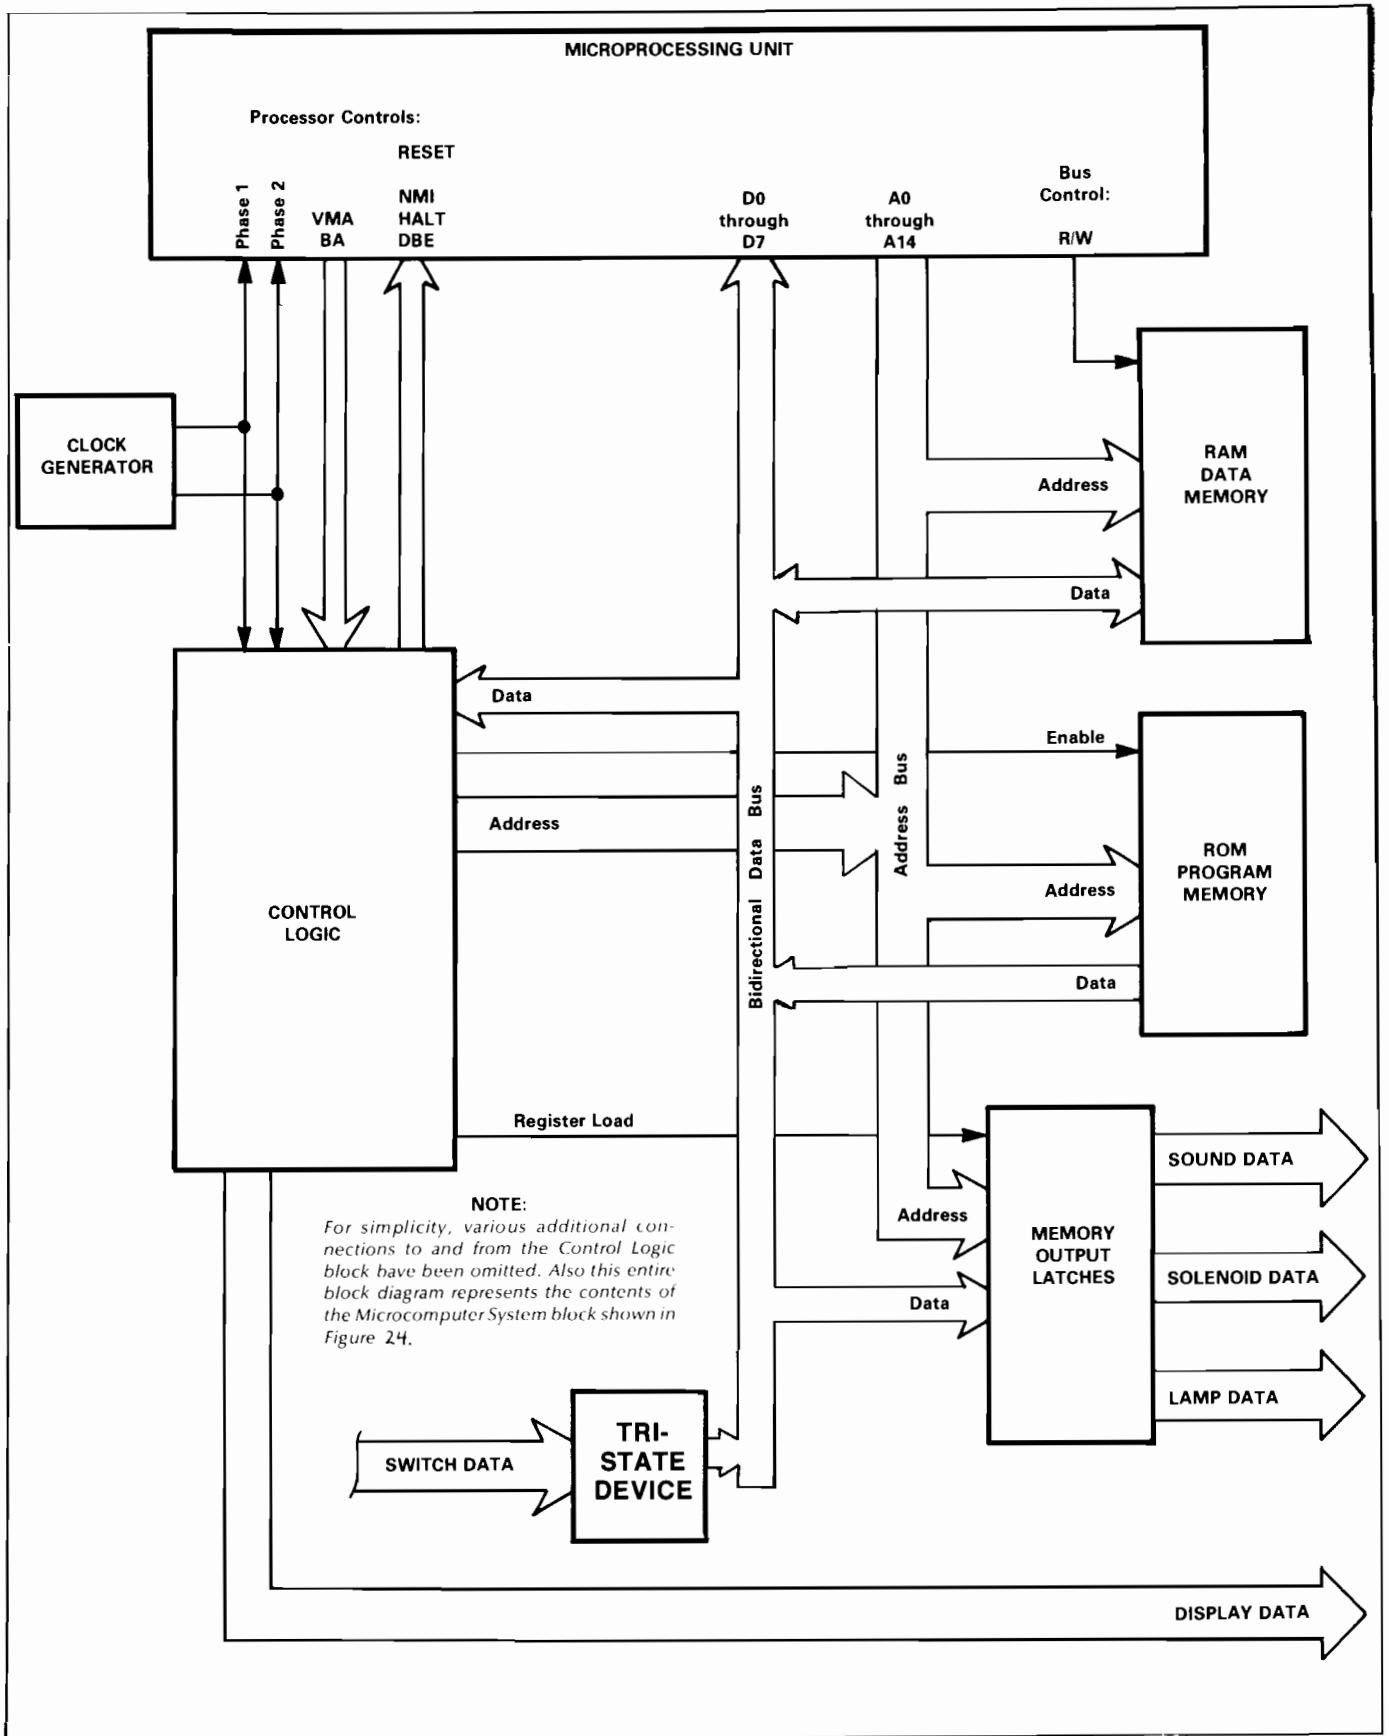 MICROPROCESSING UNIT
Processor Controls:
RESET
Phase 1
Phase 2
VMA
BA
NMI
HALT
DBE
D0
through
D7
A0
through
A14
Bus
Control:
R/W
CLOCK
GENERATOR
RAM
DATA
MEMORY
Address
Data
Data
Enable
Address
Bidirectional Data Bus
Address Bus
ROM
PROGRAM
MEMORY
Address
Data
CONTROL
LOGIC
Register Load
SOUND DATA
NOTE:
For simplicity, various additional con-
nections to and from the Control Logic
block have been omitted. Also this entire
block diagram represents the contents of
the Microcomputer System block shown in
Figure 24.
Address
MEMORY
OUTPUT
LATCHES
SOLENOID DATA
Data
LAMP DATA
SWITCH DATA
TRI-
STATE
DEVICE
DISPLAY DATA